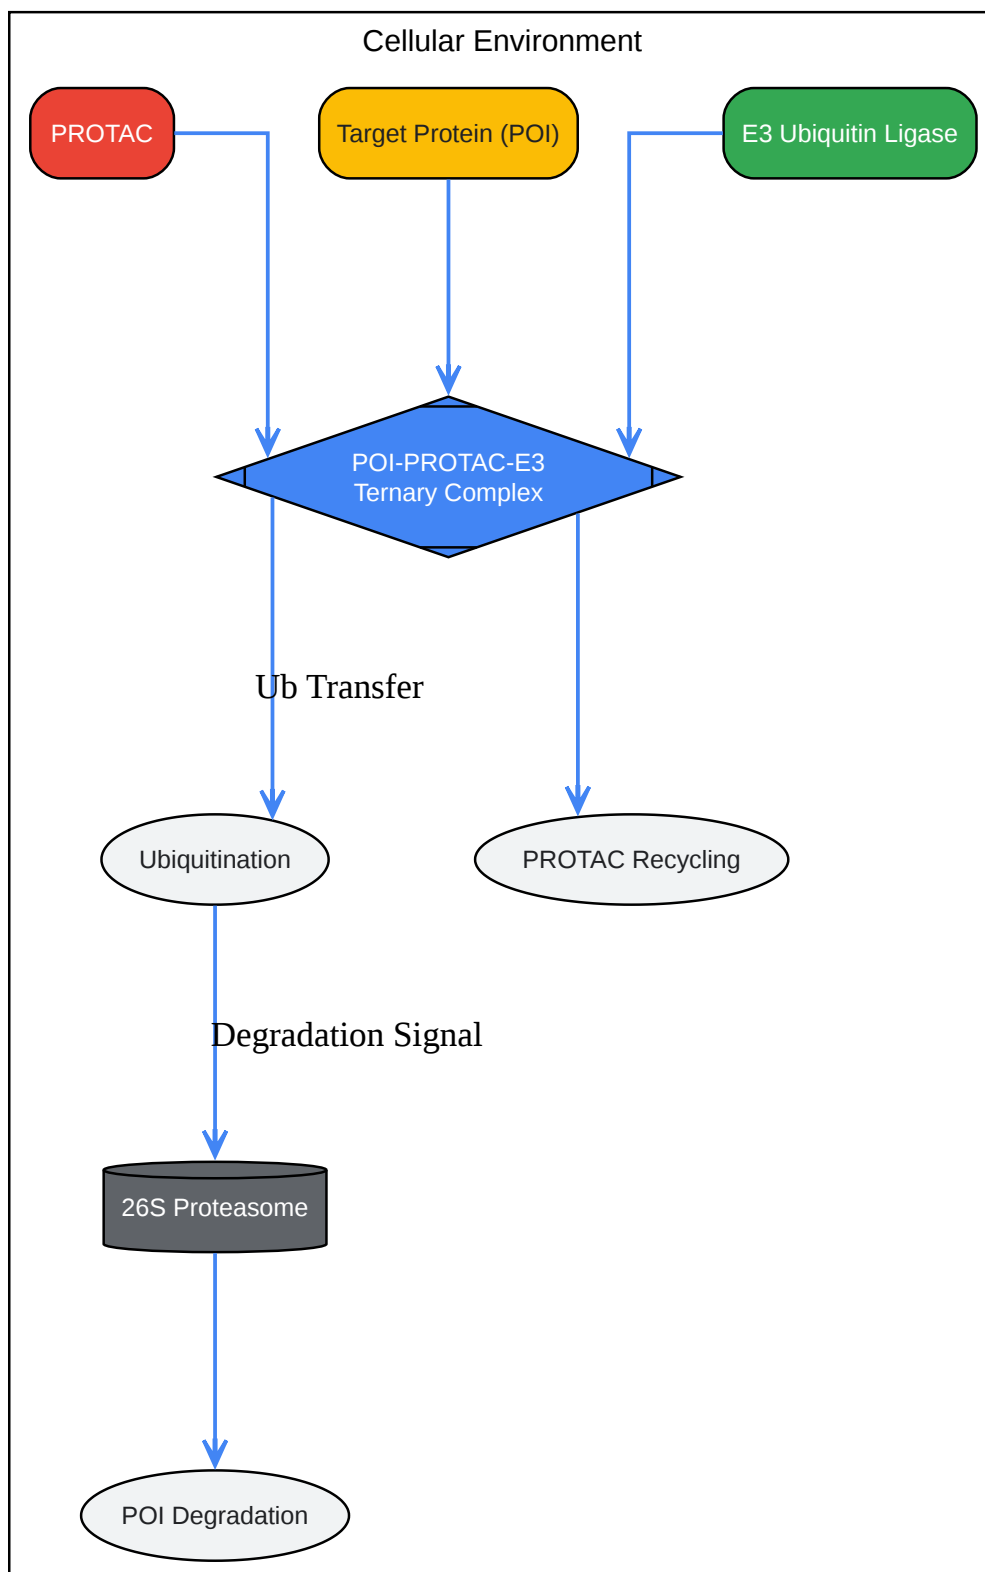 Cellular Environment
PROTAC
Target Protein (POI)
E3 Ubiquitin Ligase
POI-PROTAC-E3
Ternary Complex
Ub Transfer
Ubiquitination
PROTAC Recycling
Degradation Signal
26S Proteasome
POI Degradation